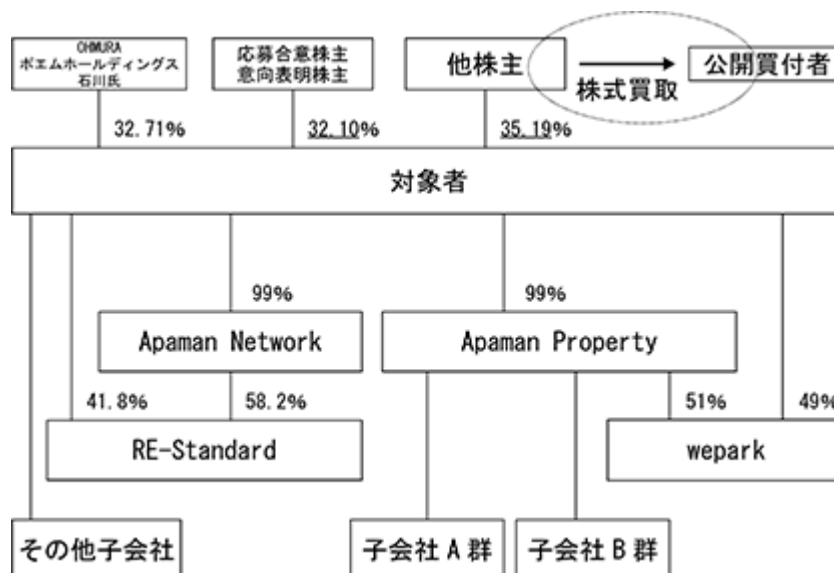 OHMURA
ポエムホールディングス
石川氏
応募合意株主
意向表明株主
他株主
株式買取
公開買付者
32.71%
32.10%
35.19%
対象者
99%
99%
Apaman Network
Apaman Property
41.8%
58.2%
51%
49%
RE-Standard
wepark
その他子会社
子会社A群
子会社B群